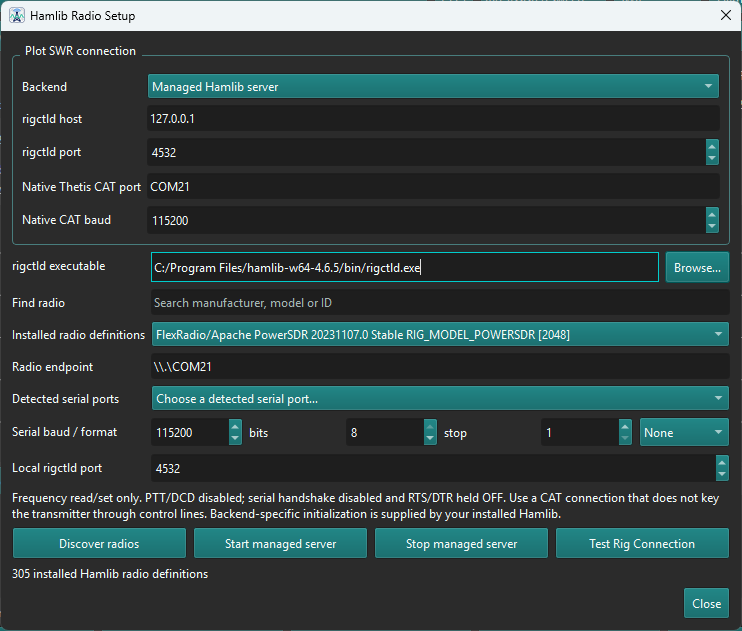 Hamlib Radio Setup
Plot SWR connection
Backend Managed Hamlib server
rigctld host 127.0.0.1
rigctld port 4532
Native Thetis CAT port COM21
Native CAT baud 115200
rigctld executable C:/Program Files/hamlib-w64-4.6.5/bin/rigctld.exe Browse...
Find radio Search manufacturer, model or ID
Installed radio definitions FlexRadio/Apache PowerSDR 20231107.0 Stable RIG_MODEL_POWERSDR [2048]
Radio endpoint \\.\COM21
Detected serial ports Choose a detected serial port...
Serial baud / format 115200 bits 8 stop 1 None
Local rigctld port 4532
Frequency read/set only. PTT/DCD disabled; serial handshake disabled and RTS/DTR held OFF. Use a CAT connection that does not key
the transmitter through control lines. Backend-specific initialization is supplied by your installed Hamlib.
Discover radios Start managed server Stop managed server Test Rig Connection
305 installed Hamlib radio definitions
Close